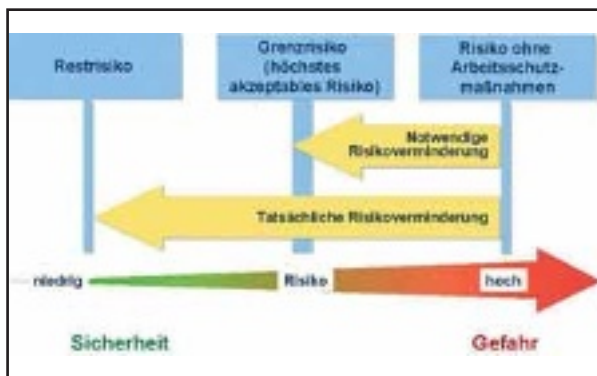 Restrisiko
Grenzrisiko
(höchstes
akzeptables Risiko)
Risiko ohne
Arbeitsschutz-
maßnahmen
Notwendige
Risikoverminderung
Tatsächliche Risikoverminderung
niedrig
Risiko
hoch
Sicherheit
Gefahr